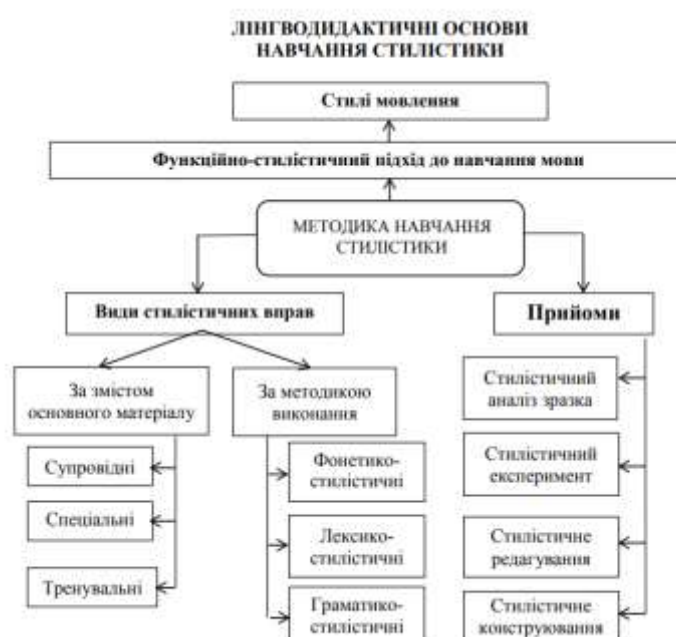 ЛІНГВОДИДАКТИЧНІ ОСНОВИ
НАВЧАННЯ СТИЛІСТИКИ
Стилі мовлення
Функційно-стилістичний підхід до навчання мови
МЕТОДИКА НАВЧАННЯ
СТИЛІСТИКИ
Види стилістичних вправ
Прийоми
За змістом
основного матеріалу
За методикою
виконання
Супровідні
Спеціальні
Тренувальні
Фонетико-
стилістичні
Лексико-
стилістичні
Граматико-
стилістичні
Стилістичний
аналіз зразка
Стилістичний
експеримент
Стилістичне
редагування
Стилістичне
конструювання